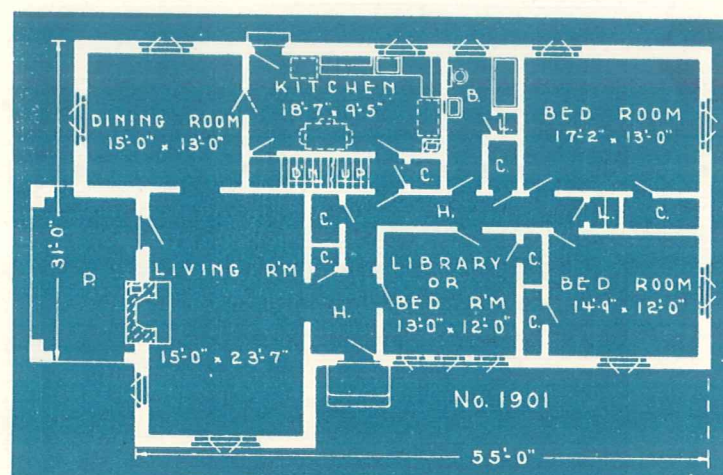 KITCHEN
18'-7" x 9'-5"
DINING ROOM
15'-0" x 13'-0"
B.
BED ROOM
17'-2" x 13'-0"
L.
D'N
UP
C.
C.
31'-0"
C.
H.
L.
C.
P.
LIVING R'M
C.
LIBRARY
OR
BED R'M
13'-0" x 12'-0"
C.
BED ROOM
14'-9" x 12'-0"
H.
C.
15'-0" x 23'-7"
No. 1901
55'-0"